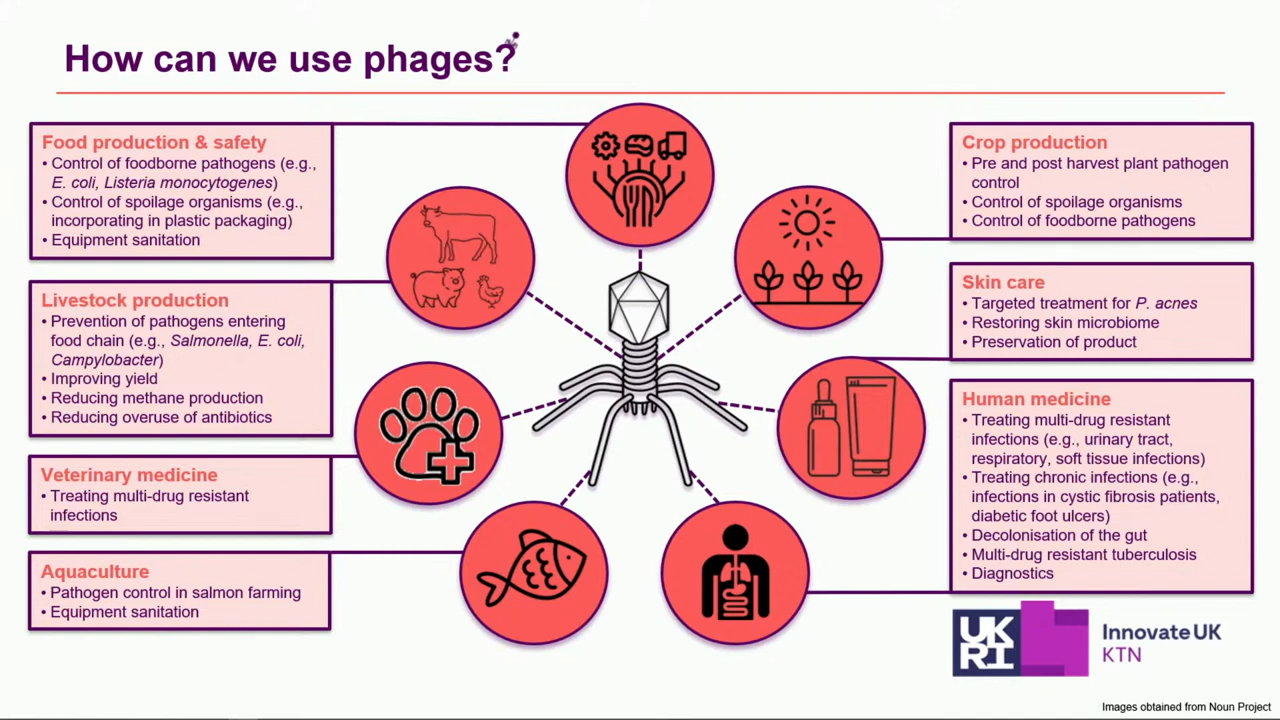 How can we use phages?
Food production & safety
• Control of foodborne pathogens (e.g.,
E. coli, Listeria monocytogenes)
• Control of spoilage organisms (e.g.,
incorporating in plastic packaging)
• Equipment sanitation
Livestock production
• Prevention of pathogens entering
food chain (e.g., Salmonella, E. coli,
Campylobacter)
• Improving yield
• Reducing methane production
• Reducing overuse of antibiotics
Veterinary medicine
• Treating multi-drug resistant
infections
Aquaculture
• Pathogen control in salmon farming
• Equipment sanitation
Crop production
• Pre and post harvest plant pathogen
control
• Control of spoilage organisms
• Control of foodborne pathogens
Skin care
• Targeted treatment for P. acnes
• Restoring skin microbiome
• Preservation of product
Human medicine
• Treating multi-drug resistant
infections (e.g., urinary tract,
respiratory, soft tissue infections)
• Treating chronic infections (e.g.,
infections in cystic fibrosis patients,
diabetic foot ulcers)
• Decolonisation of the gut
• Multi-drug resistant tuberculosis
• Diagnostics
UK
RI
Innovate UK
KTN
Images obtained from Noun Project